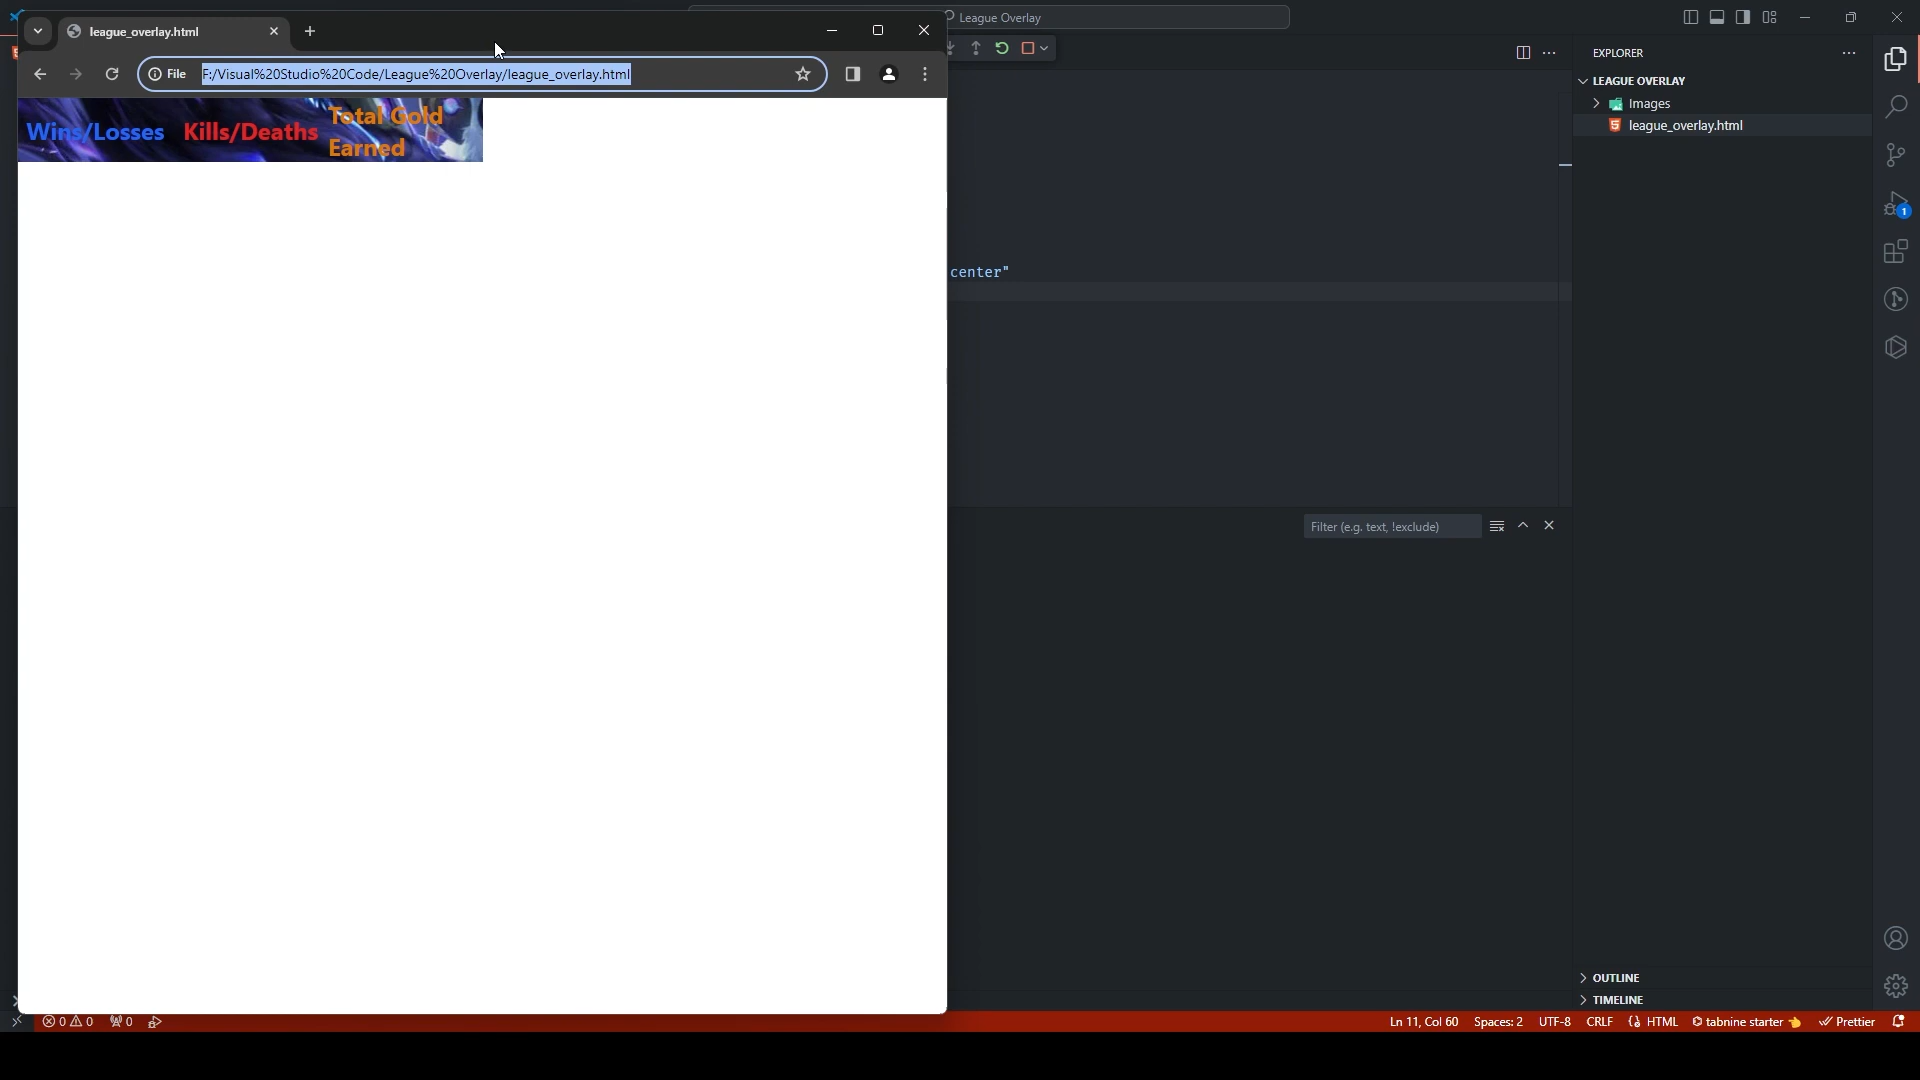 League Overlay
league_overlay.html
File
F:/Visual%20Studio%20Code/League%20Overlay/league_overlay.html
Wins/Losses
Kills/Deaths
Total Gold
Earned
center"
Filter (e.g. text, !exclude)
EXPLORER
LEAGUE OVERLAY
Images
league_overlay.html
1
OUTLINE
TIMELINE
0 0 0
Ln 11, Col 60 Spaces: 2 UTF-8 CRLF {} HTML tabnine starter Prettier